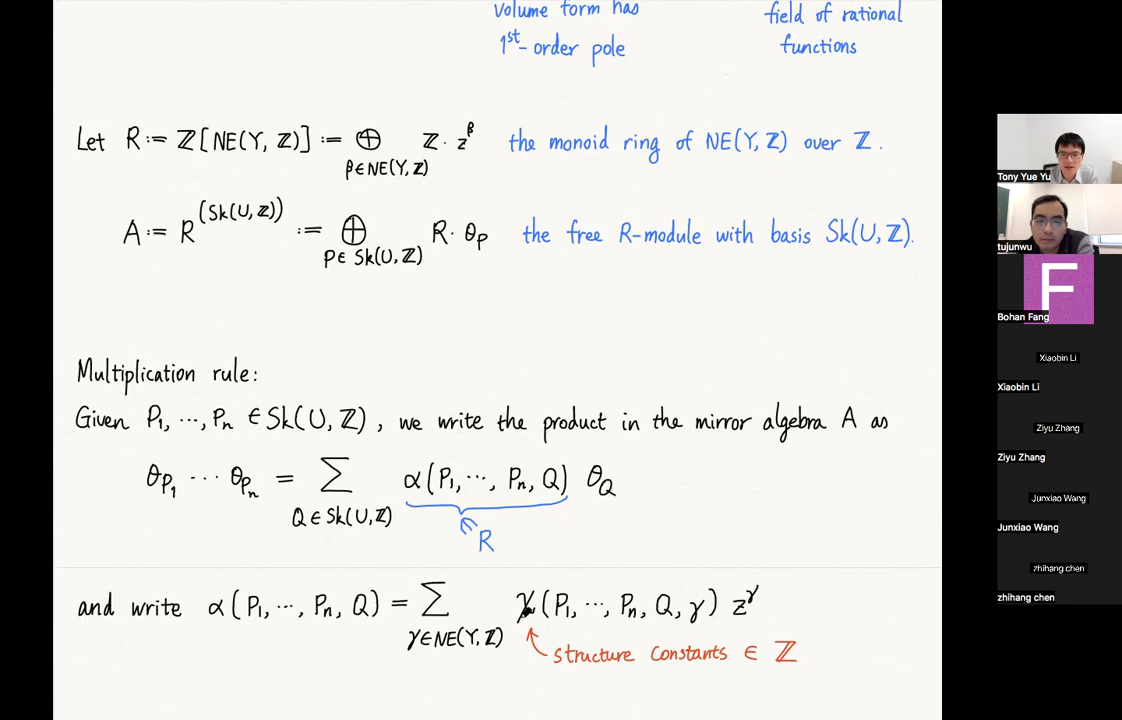 volume form has
1st-order pole
field of rational
functions
Let R := ℤ[NE(Y, ℤ)] := ⊕ ℤ · z^β the monoid ring of NE(Y, ℤ) over ℤ.
β∈NE(Y, ℤ)
A := R^(Sk(U, ℤ)) := ⊕ R · θ_P the free R-module with basis Sk(U, ℤ).
P∈ Sk(U, ℤ)
Multiplication rule:
Given P₁, ⋯, Pₙ ∈ Sk(U, ℤ), we write the product in the mirror algebra A as
θ_P₁ ⋯ θ_Pₙ = ∑ α(P₁, ⋯, Pₙ, Q) θ_Q
Q∈Sk(U, ℤ)
R
and write α(P₁, ⋯, Pₙ, Q) = ∑ (P₁, ⋯, Pₙ, Q, γ) z^γ
γ∈NE(Y, ℤ)
structure constants ∈ ℤ
Tony Yue Yu
tujunwu
F
Bohan Fang
Xiaobin Li
Xiaobin Li
Ziyu Zhang
Ziyu Zhang
Junxiao Wang
Junxiao Wang
zhihang chen
zhihang chen